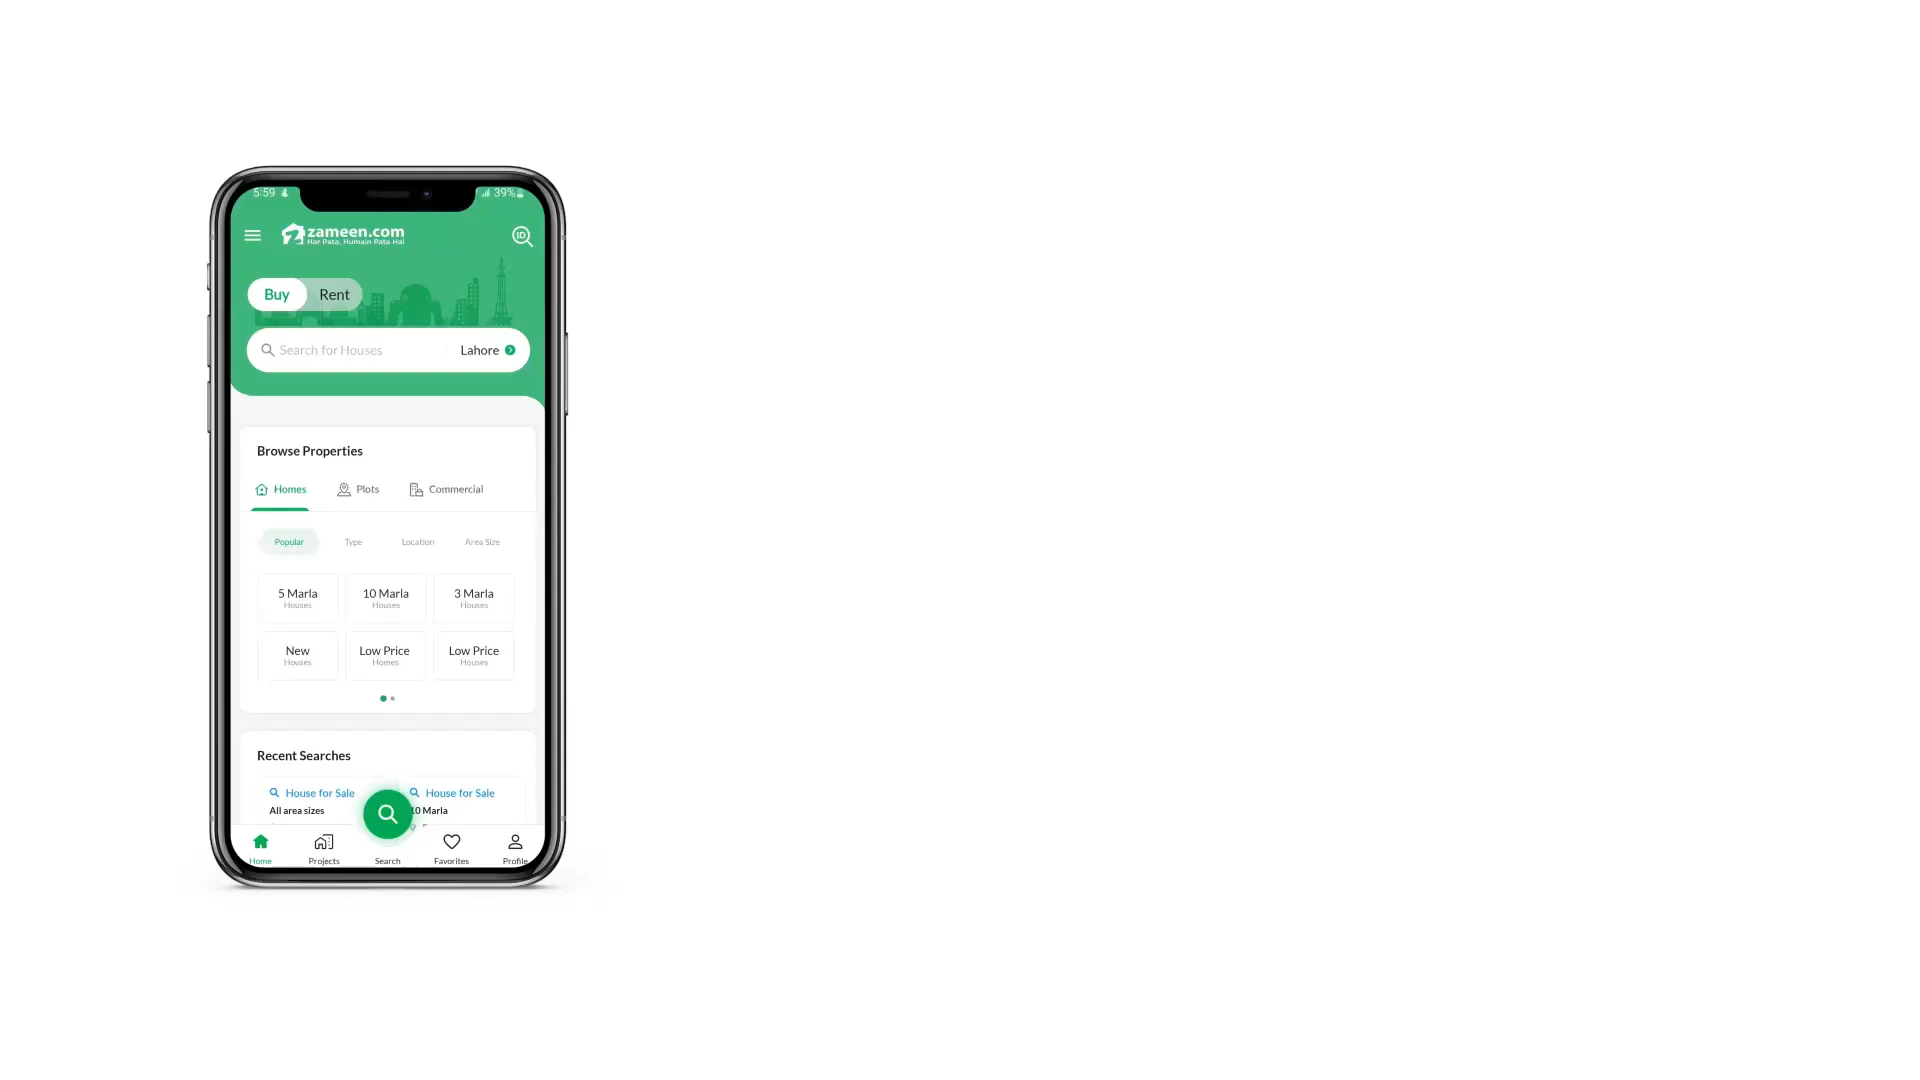 5:59
39%
zameen.com
Har Pata, Humain Pata Hai
ID
Buy Rent
Search for Houses Lahore
Browse Properties
Homes Plots Commercial
Popular Type Location Area Size
5 Marla 10 Marla 3 Marla
Houses Houses Houses
New Low Price Low Price
Houses Homes Houses
Recent Searches
House for Sale House for Sale
All area sizes 10 Marla
Home Projects Search Favorites Profile